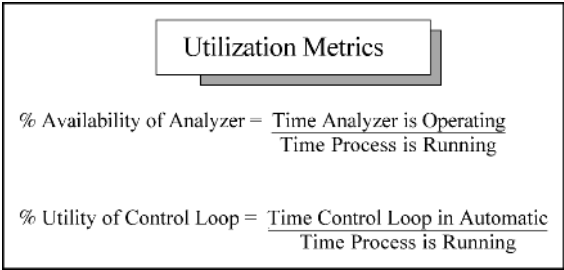 Utilization Metrics
% Availability of Analyzer = Time Analyzer is Operating
Time Process is Running
% Utility of Control Loop = Time Control Loop in Automatic
Time Process is Running